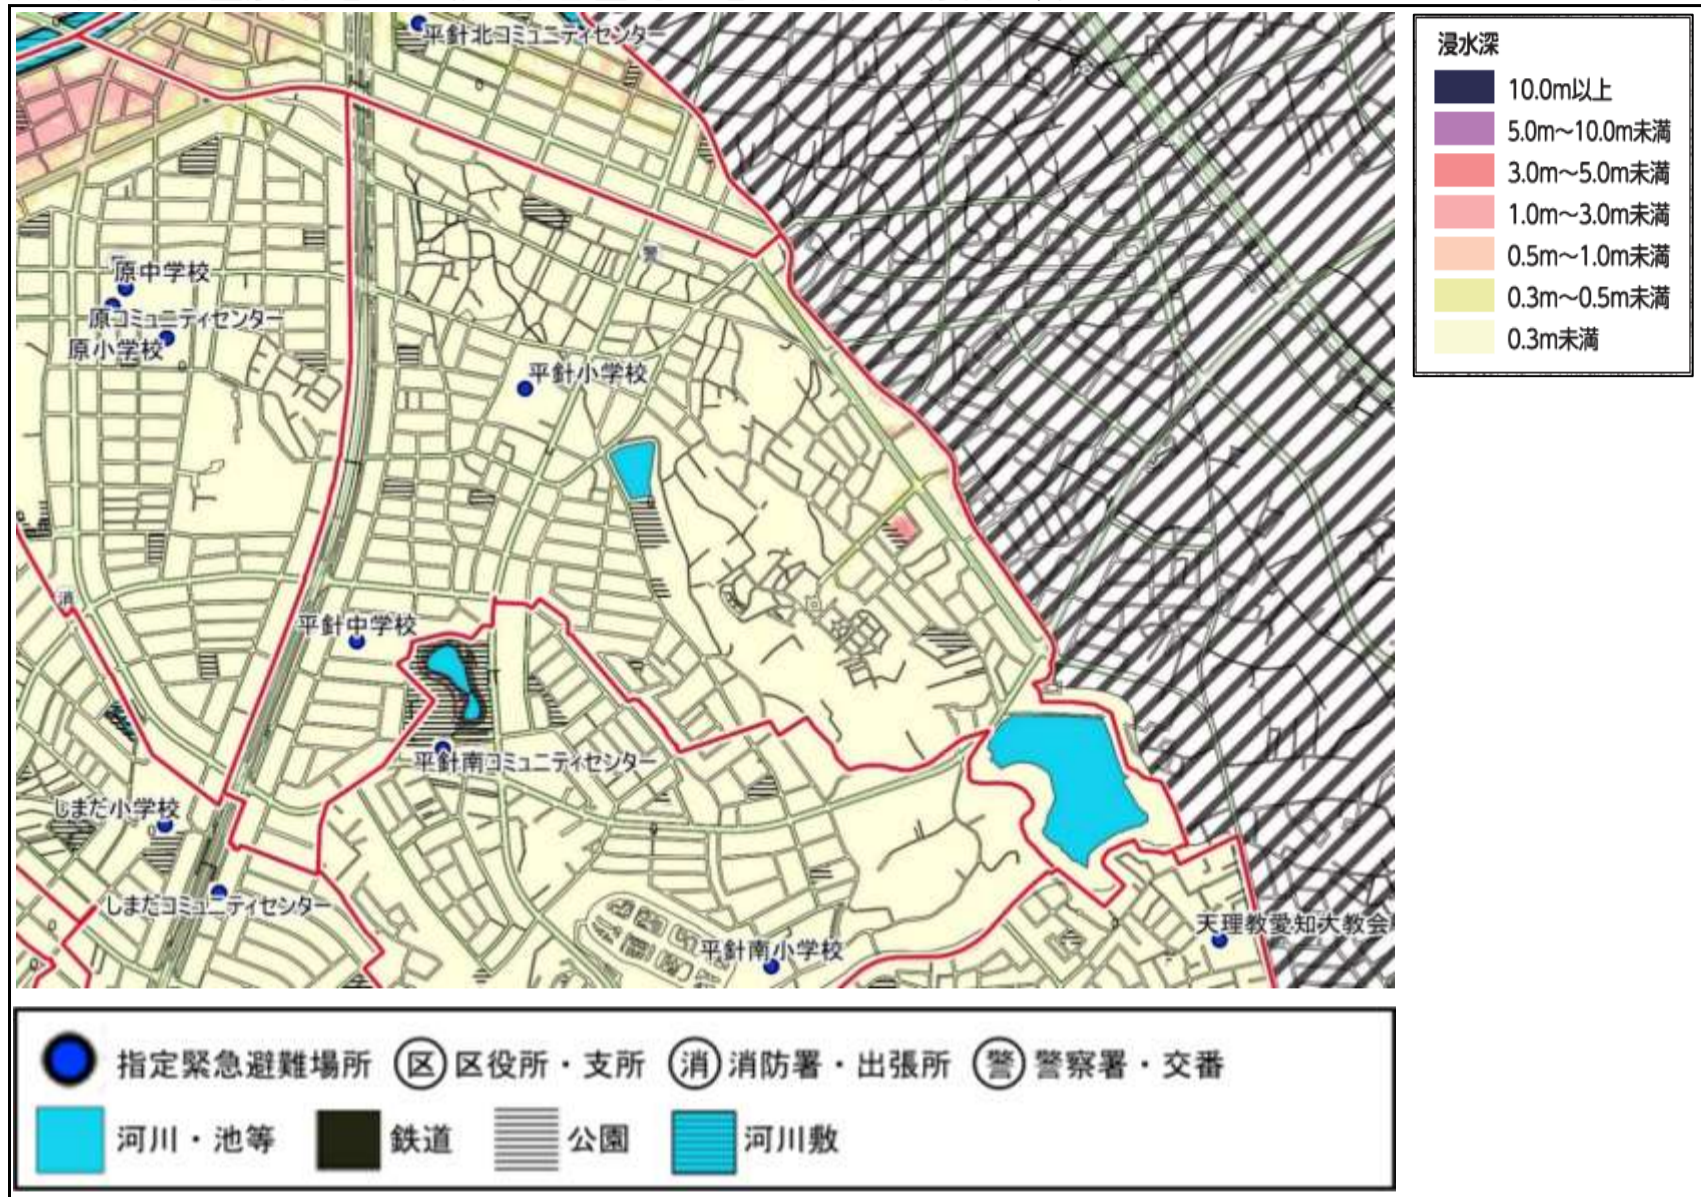 平針北コミュニティセンター
浸水深
10.0m以上
5.0m～10.0m未満
3.0m～5.0m未満
1.0m～3.0m未満
0.5m～1.0m未満
0.3m～0.5m未満
0.3m未満
警
原中学校
原コミュニティセンター
原小学校
平針小学校
消
平針中学校
平針南コミュニティセンター
しまだ小学校
しまだコミュニティセンター
天理教愛知大教会
平針南小学校
指定緊急避難場所
区 区役所・支所
消 消防署・出張所
警 警察署・交番
河川・池等
鉄道
公園
河川敷